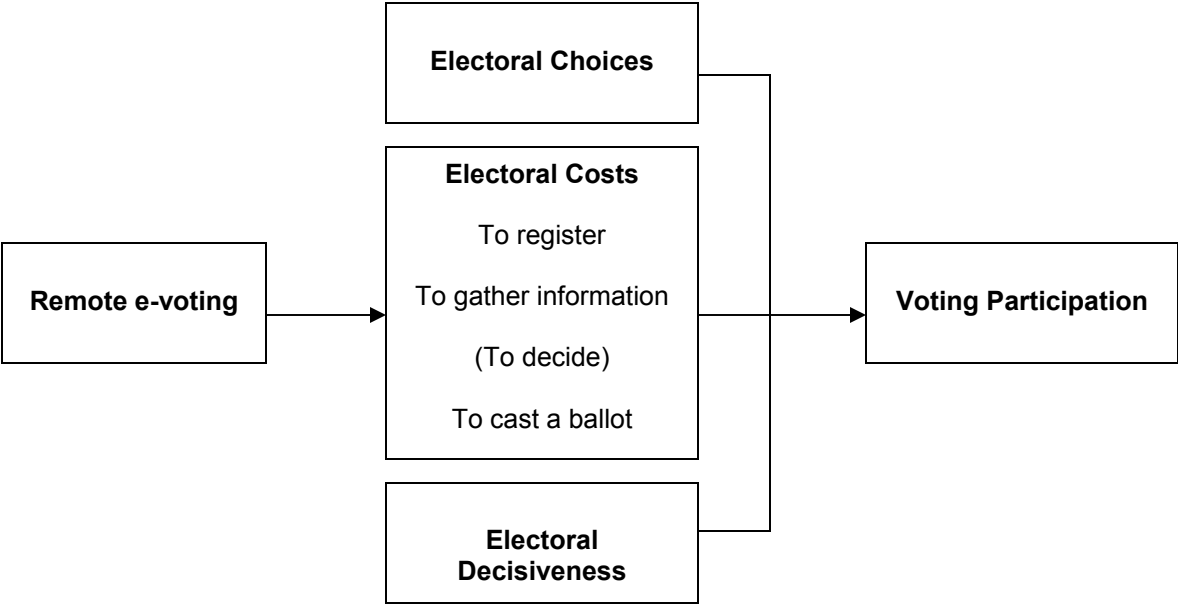 Electoral Choices
Electoral Costs
To register
To gather information
(To decide)
To cast a ballot
Remote e-voting
Voting Participation
Electoral
Decisiveness